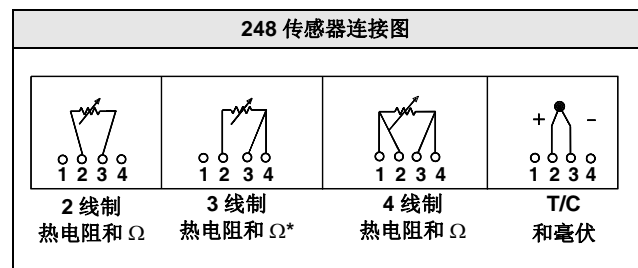 248 传感器连接图
+ - 
1 2 3 4 1 2 3 4 1 2 3 4 1 2 3 4
2 线制 3 线制 4 线制 T/C
热电阻和 Ω 热电阻和 Ω* 热电阻和 Ω 和毫伏